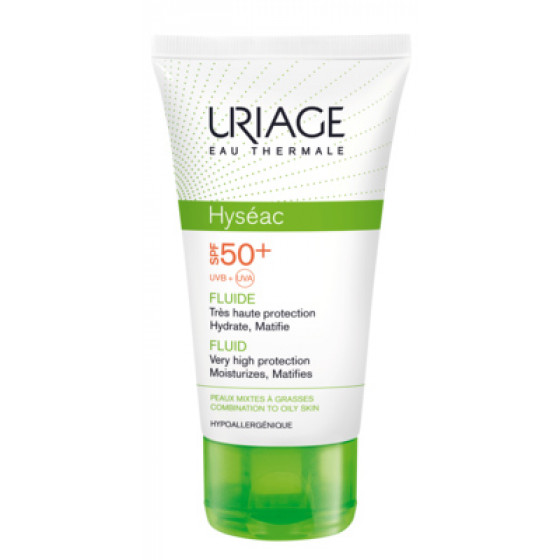 URIAGE
EAU THERMALE
Hyséac
SPF 50+
UVB + UVA
FLUIDE
Très haute protection
Hydrate, Matifie
FLUID
Very high protection
Moisturizes, Matifies
PEAUX MIXTES À GRASSES
COMBINATION TO OILY SKIN
HYPOALLERGÉNIQUE